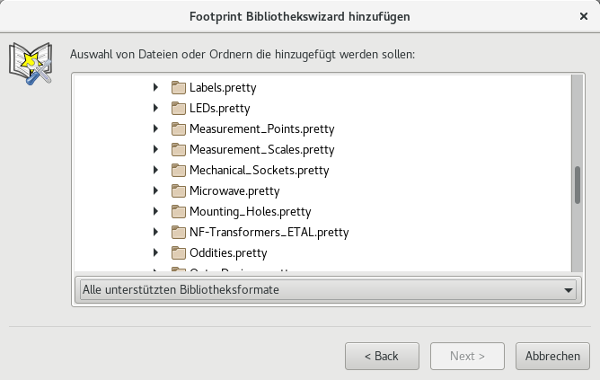 Footprint Bibliothekswizard hinzufügen
Auswahl von Dateien oder Ordnern die hinzugefügt werden sollen:
Labels.pretty
LEDs.pretty
Measurement_Points.pretty
Measurement_Scales.pretty
Mechanical_Sockets.pretty
Microwave.pretty
Mounting_Holes.pretty
NF-Transformers_ETAL.pretty
Oddities.pretty
Alle unterstützten Bibliotheksformate
< Back
Next >
Abbrechen